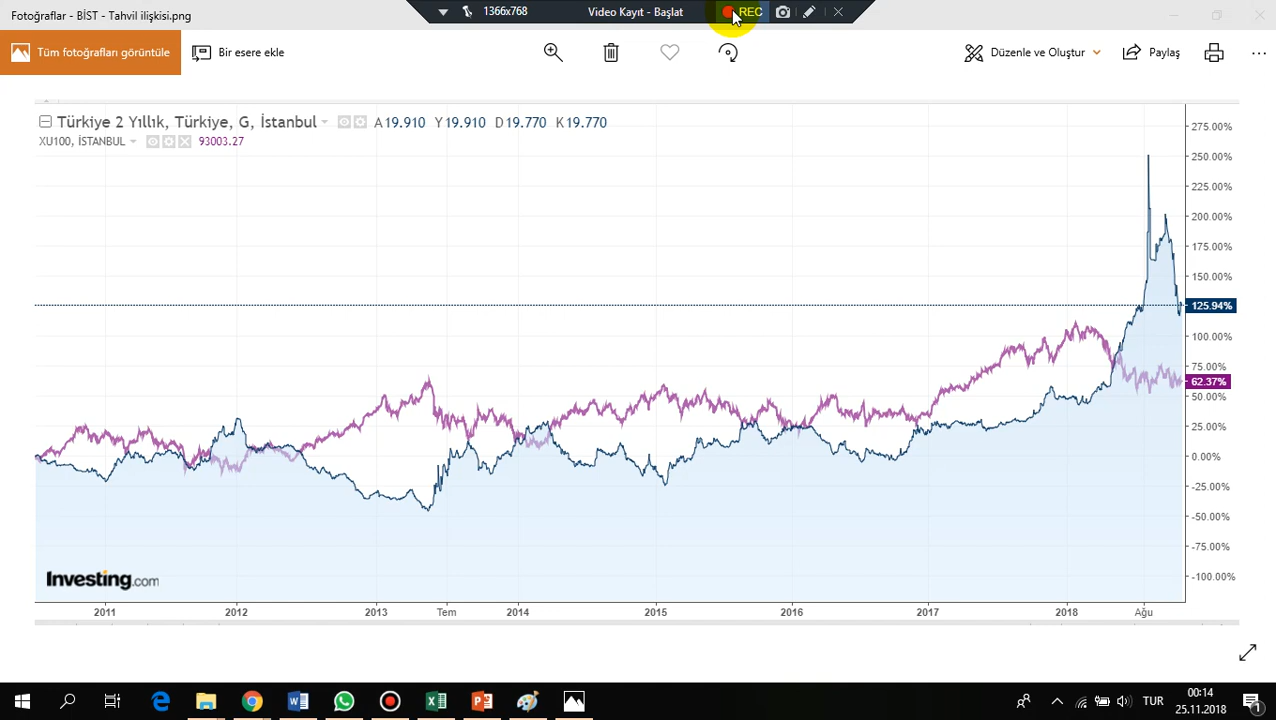 Fotoğraflar - BİST - Tahvil ilişkisi.png
1366x768
Video Kayıt - Başlat
REC
Tüm fotoğrafları görüntüle
Bir esere ekle
Düzenle ve Oluştur
Paylaş
Türkiye 2 Yıllık, Türkiye, G, İstanbul
A19.910 Y19.910 D19.770 K19.770
XU100, İSTANBUL
93003.27
275.00%
250.00%
225.00%
200.00%
175.00%
150.00%
125.94%
100.00%
75.00%
62.37%
50.00%
25.00%
0.00%
-25.00%
-50.00%
-75.00%
-100.00%
Investing.com
2011 2012 2013 Tem 2014 2015 2016 2017 2018 Ağu
TUR
00:14
25.11.2018
1